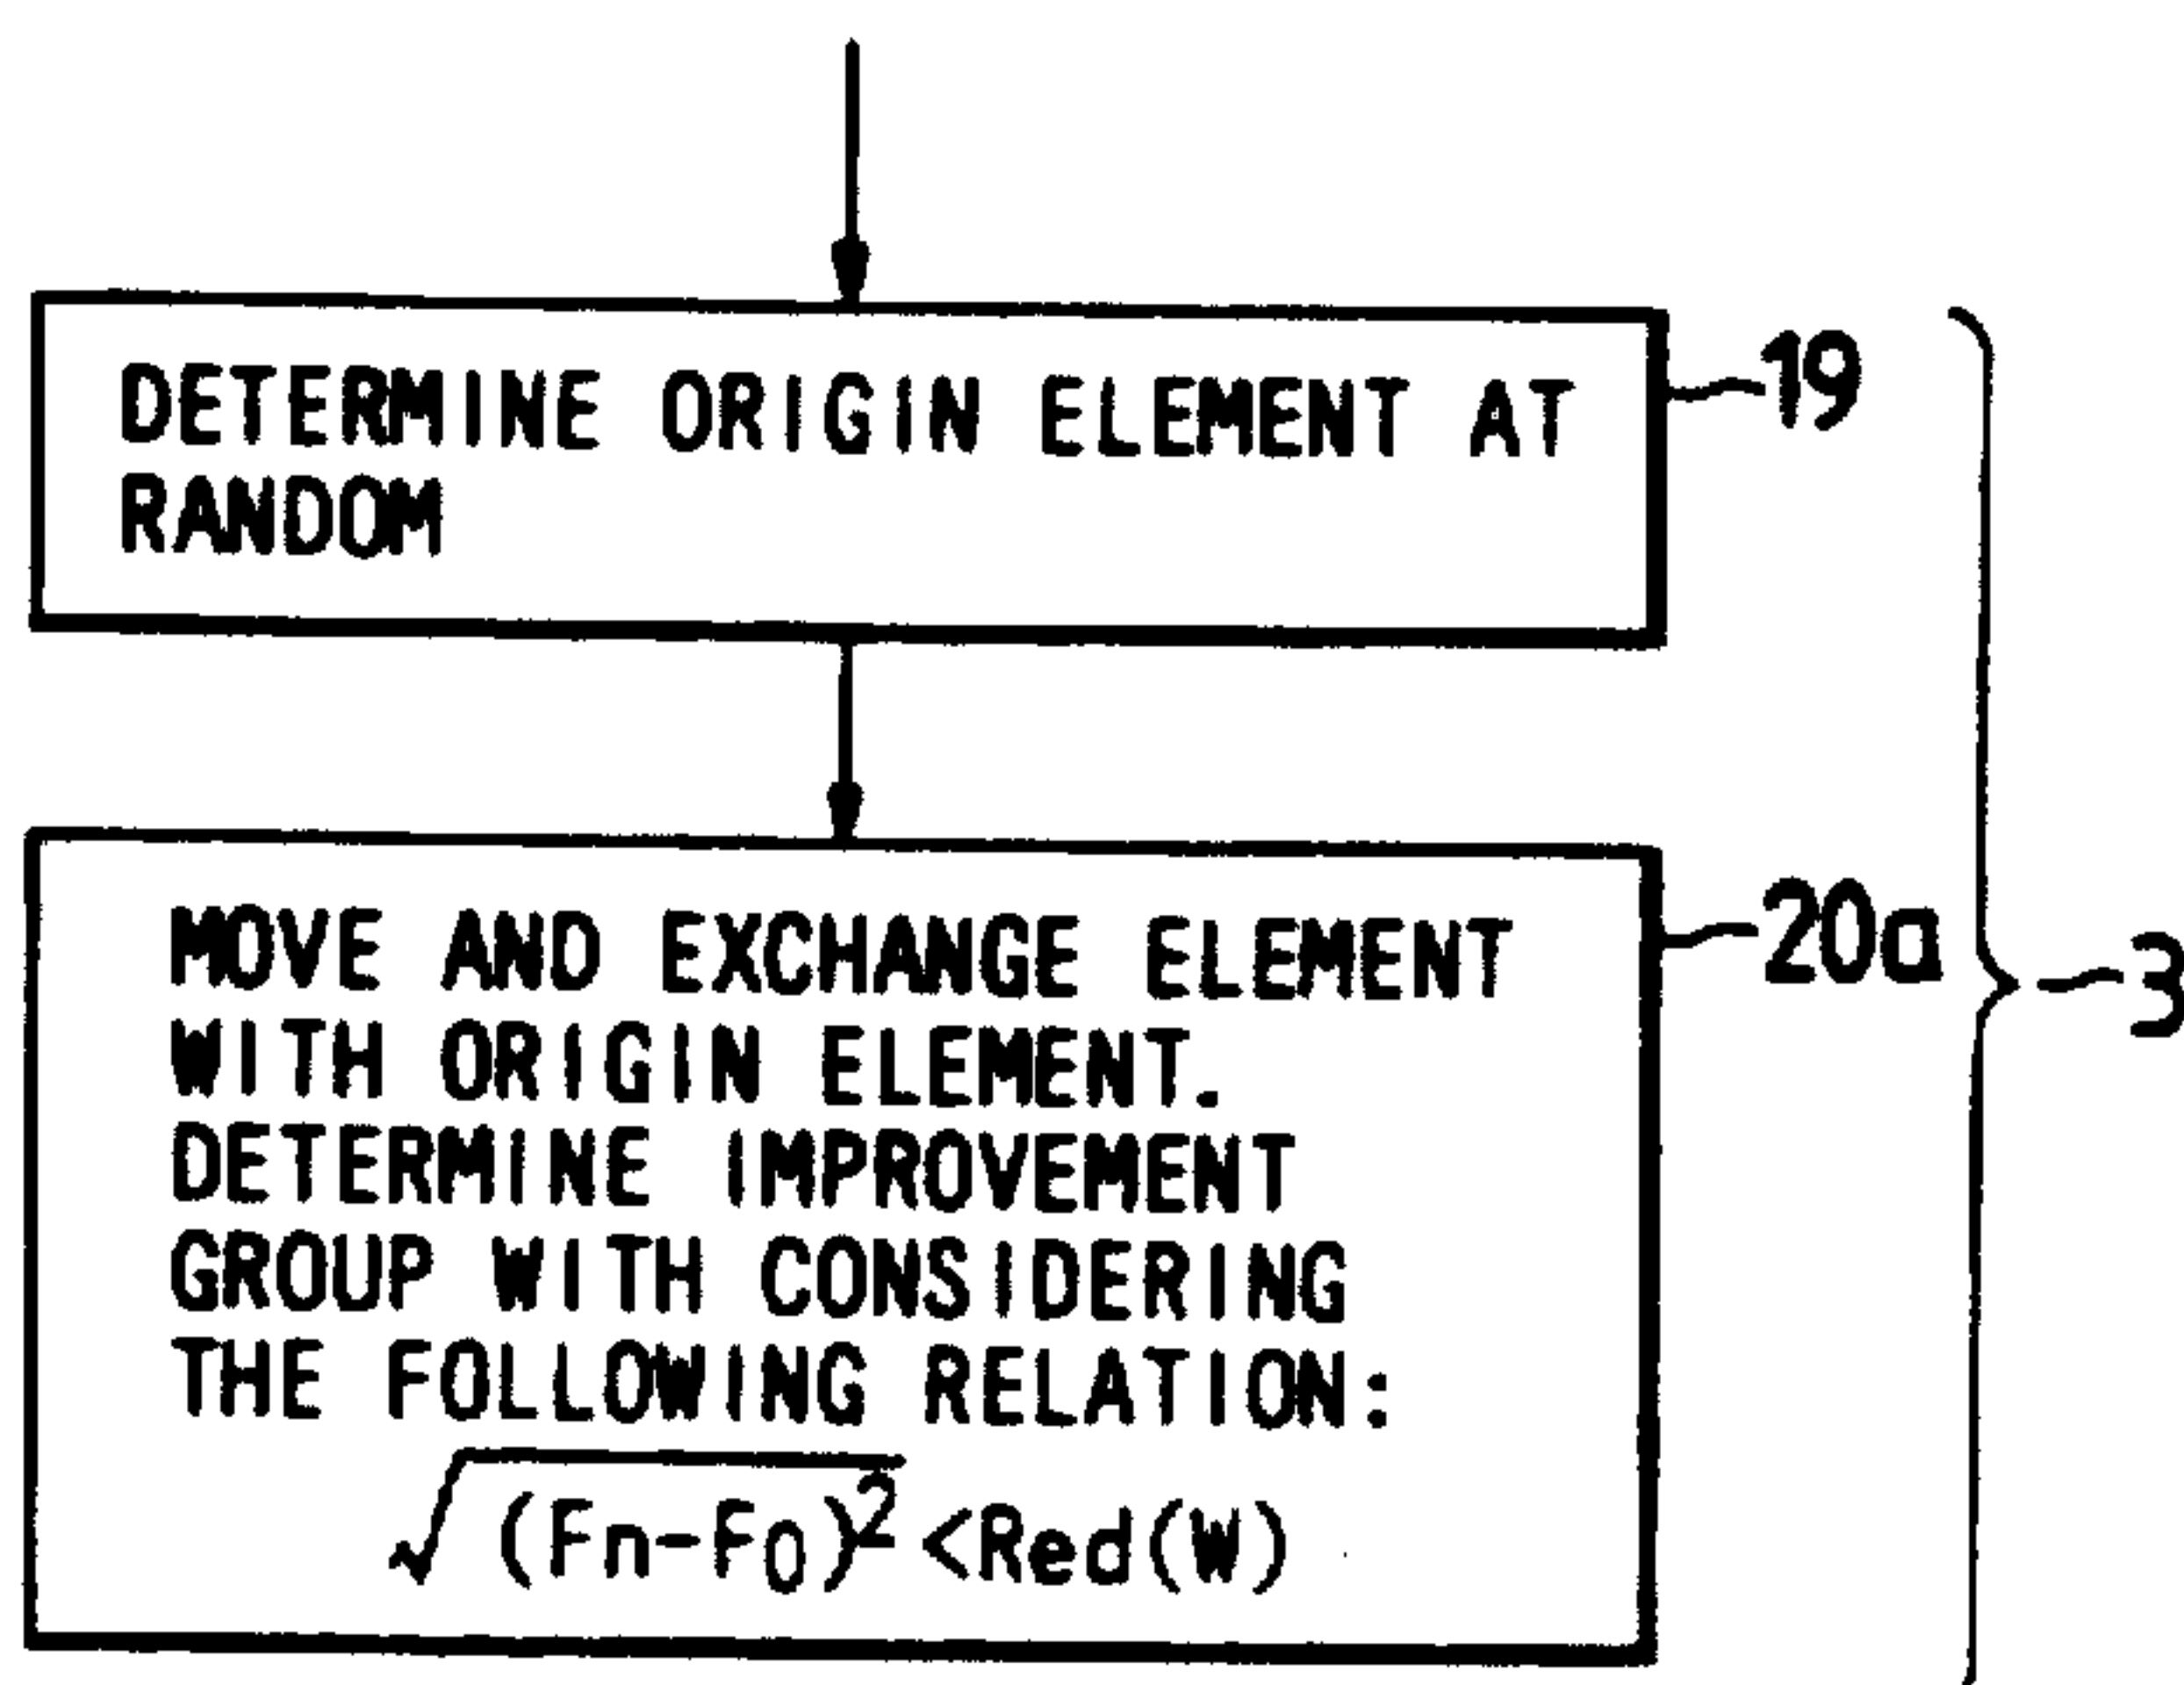 DETERMINE ORIGIN ELEMENT AT
RANDOM
19
MOVE AND EXCHANGE ELEMENT
WITH ORIGIN ELEMENT.
DETERMINE IMPROVEMENT
GROUP WITH CONSIDERING
THE FOLLOWING RELATION:
√(Fn-F0)² <Red(W)
20a
3